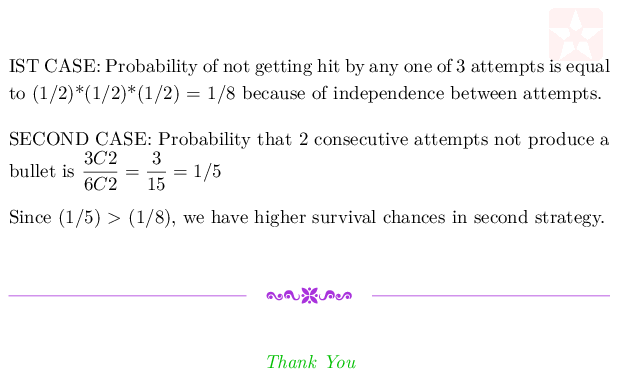 IST CASE: Probability of not getting hit by any one of 3 attempts is equal
to (1/2)*(1/2)*(1/2) = 1/8 because of independence between attempts.
SECOND CASE: Probability that 2 consecutive attempts not produce a
bullet is 3C2/6C2 = 3/15 = 1/5
Since (1/5) > (1/8), we have higher survival chances in second strategy.
Thank You